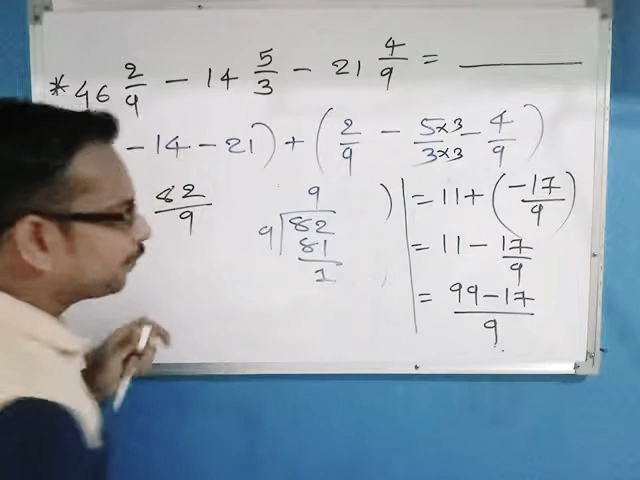 * 46 2/9 - 14 5/3 - 21 4/9 = ________
- 14 - 21) + (2/9 - 5×3/3×3 - 4/9)
82/9
9
9)82
81
1
)
= 11 + (-17/9)
= 11 - 17/9
= 99-17/9